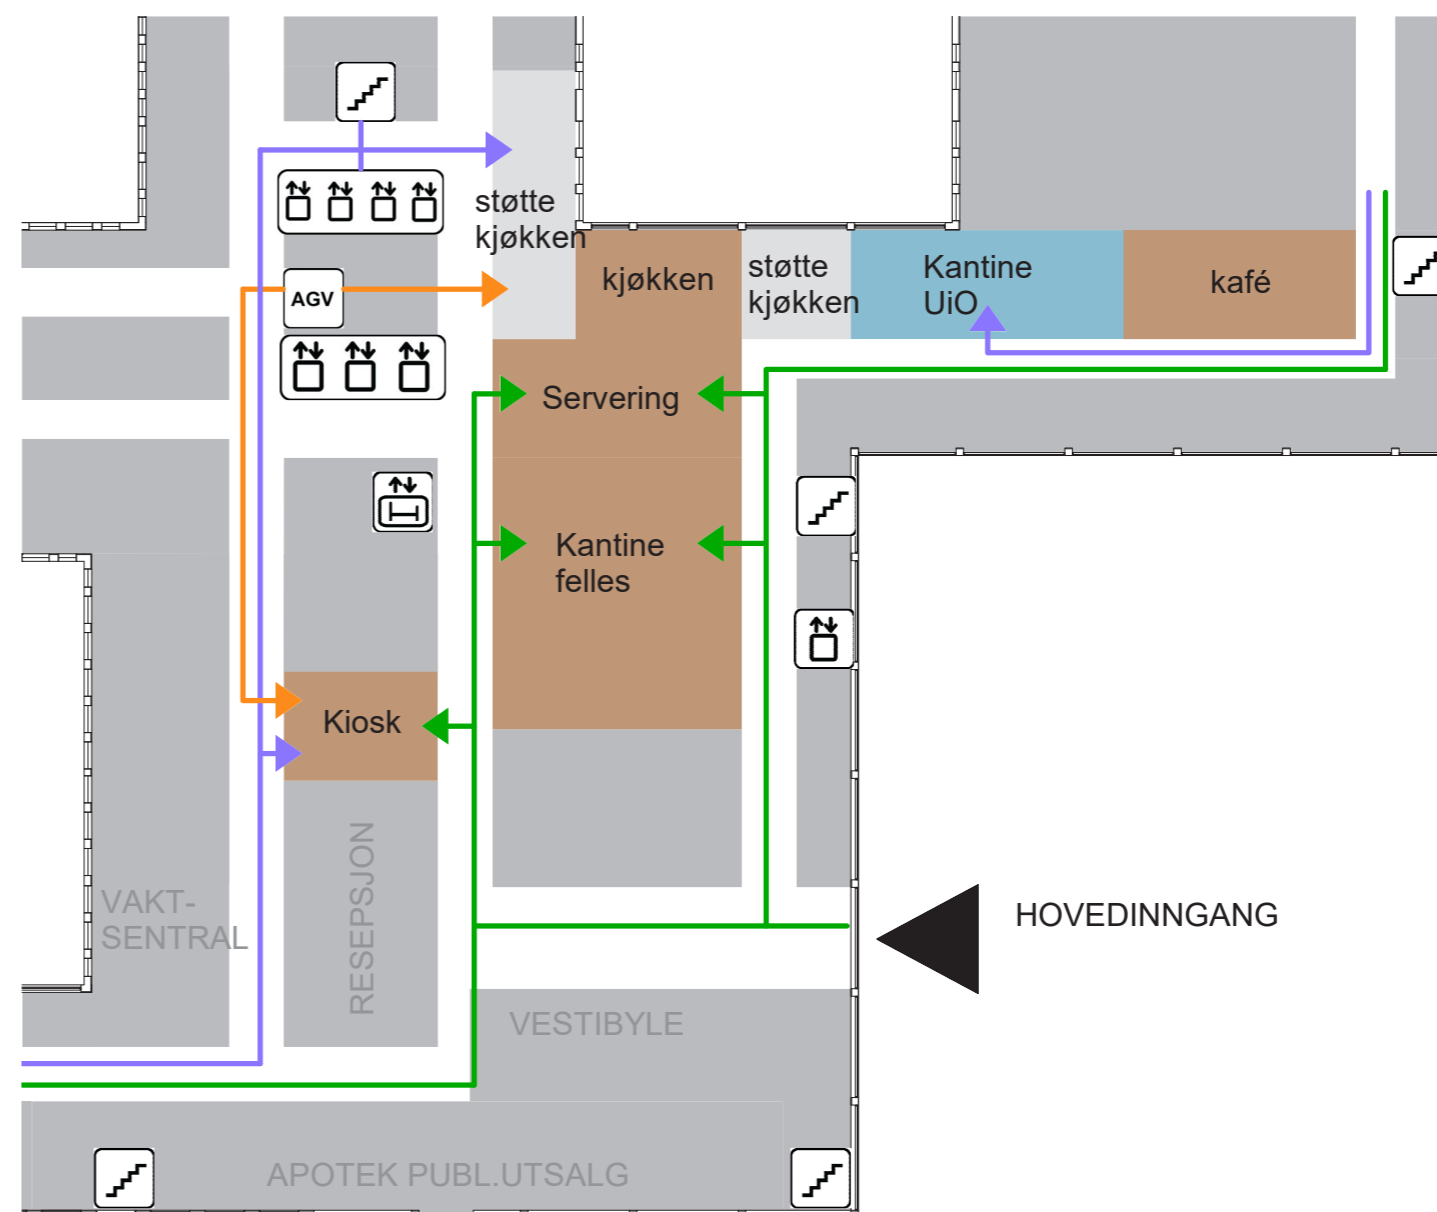 støtte
kjøkken
kjøkken
støtte
kjøkken
Kantine
UiO
kafé
AGV
Servering
Kantine
felles
Kiosk
VAKT-
SENTRAL
RESEPSJON
HOVEDINNGANG
VESTIBYLE
APOTEK PUBL.UTSALG